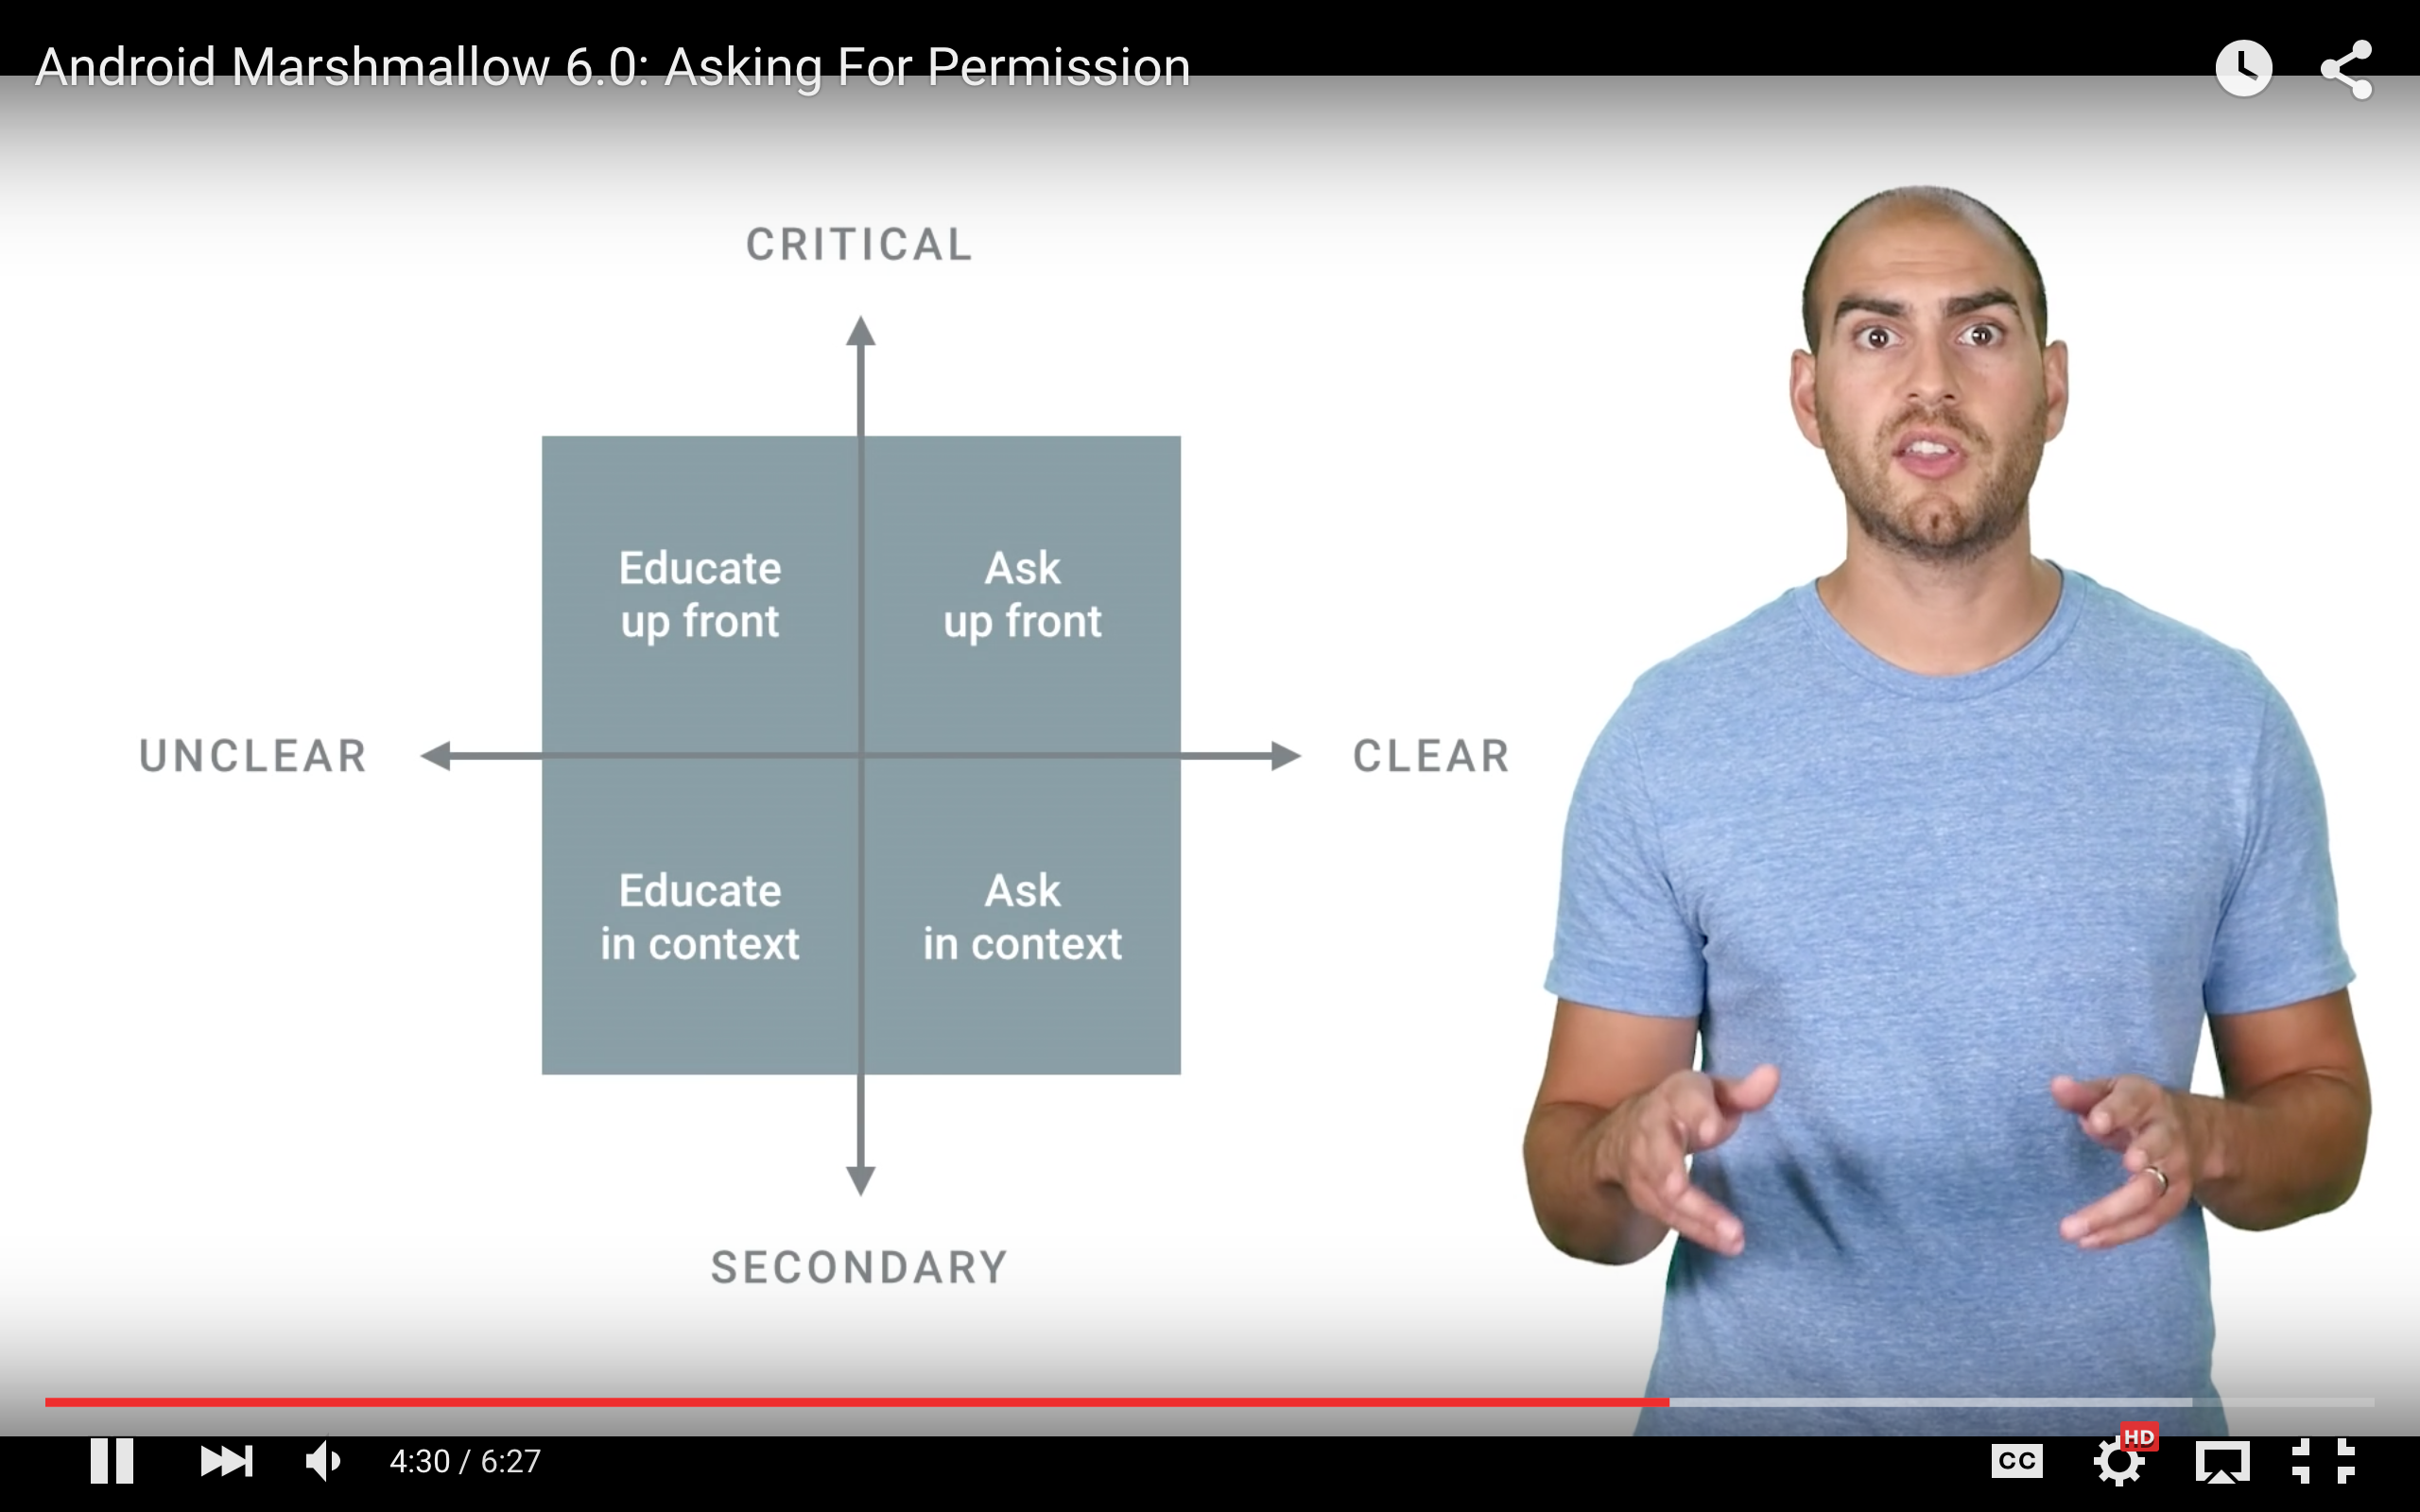 Android Marshmallow 6.0: Asking For Permission
CRITICAL
Educate
up front
Ask
up front
UNCLEAR
CLEAR
Educate
in context
Ask
in context
SECONDARY
4:30 / 6:27
CC
HD